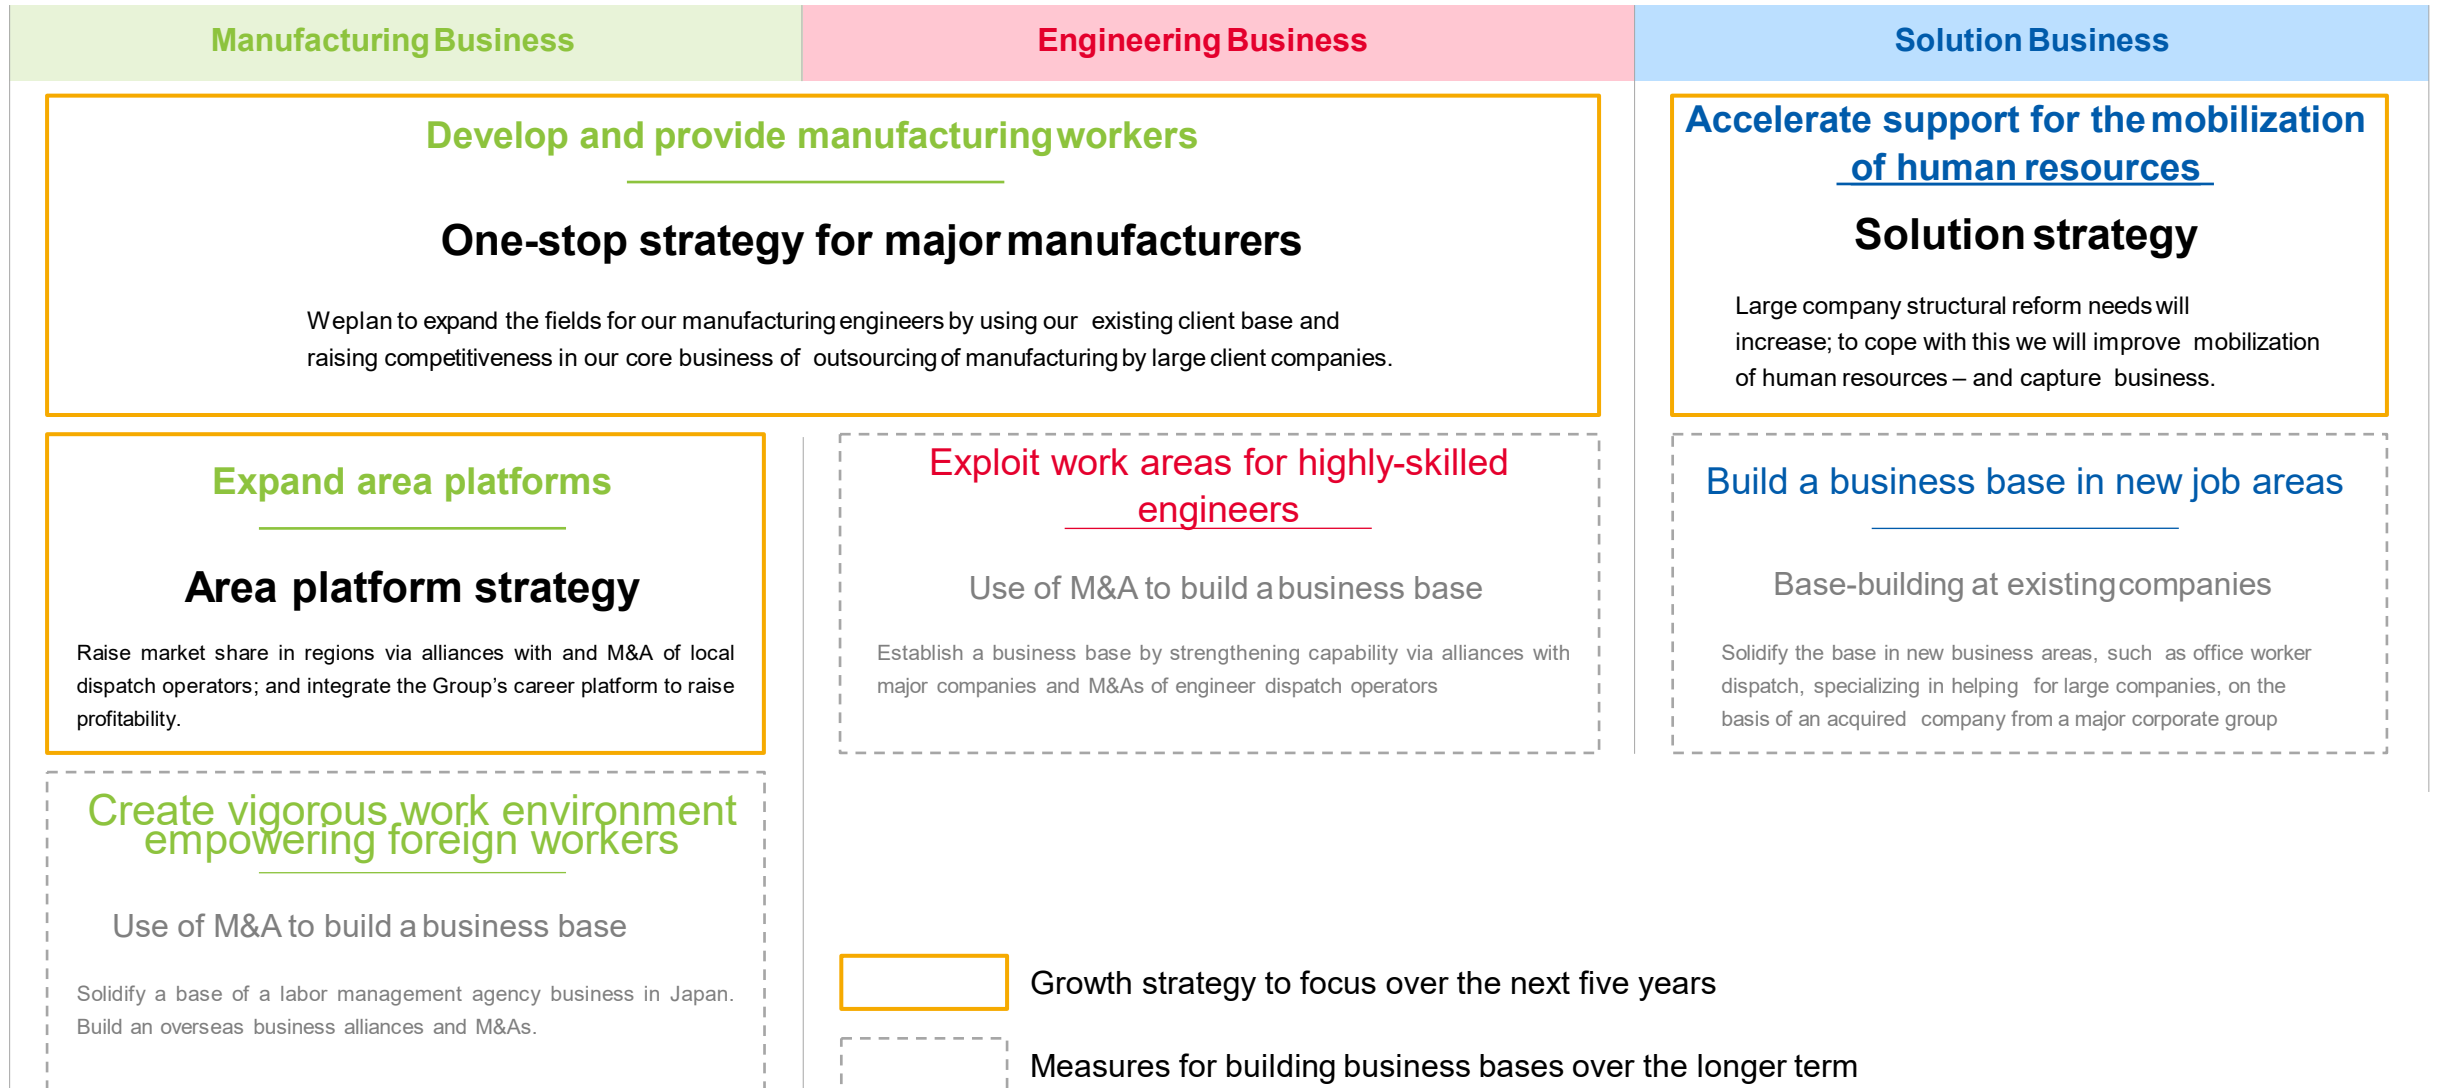 Manufacturing Business
Engineering Business
Solution Business
Develop and provide manufacturing workers
One-stop strategy for major manufacturers
We plan to expand the fields for our manufacturing engineers by using our existing client base and
raising competitiveness in our core business of outsourcing of manufacturing by large client companies.
Accelerate support for the mobilization
of human resources
Solution strategy
Large company structural reform needs will
increase; to cope with this we will improve mobilization
of human resources – and capture business.
Expand area platforms
Area platform strategy
Raise market share in regions via alliances with and M&A of local
dispatch operators; and integrate the Group's career platform to raise
profitability.
Exploit work areas for highly-skilled
engineers
Use of M&A to build a business base
Establish a business base by strengthening capability via alliances with
major companies and M&As of engineer dispatch operators
Build a business base in new job areas
Base-building at existing companies
Solidify the base in new business areas, such as office worker
dispatch, specializing in helping for large companies, on the
basis of an acquired company from a major corporate group
Create vigorous work environment
empowering foreign workers
Use of M&A to build a business base
Solidify a base of a labor management agency business in Japan.
Build an overseas business alliances and M&As.
Growth strategy to focus over the next five years
Measures for building business bases over the longer term